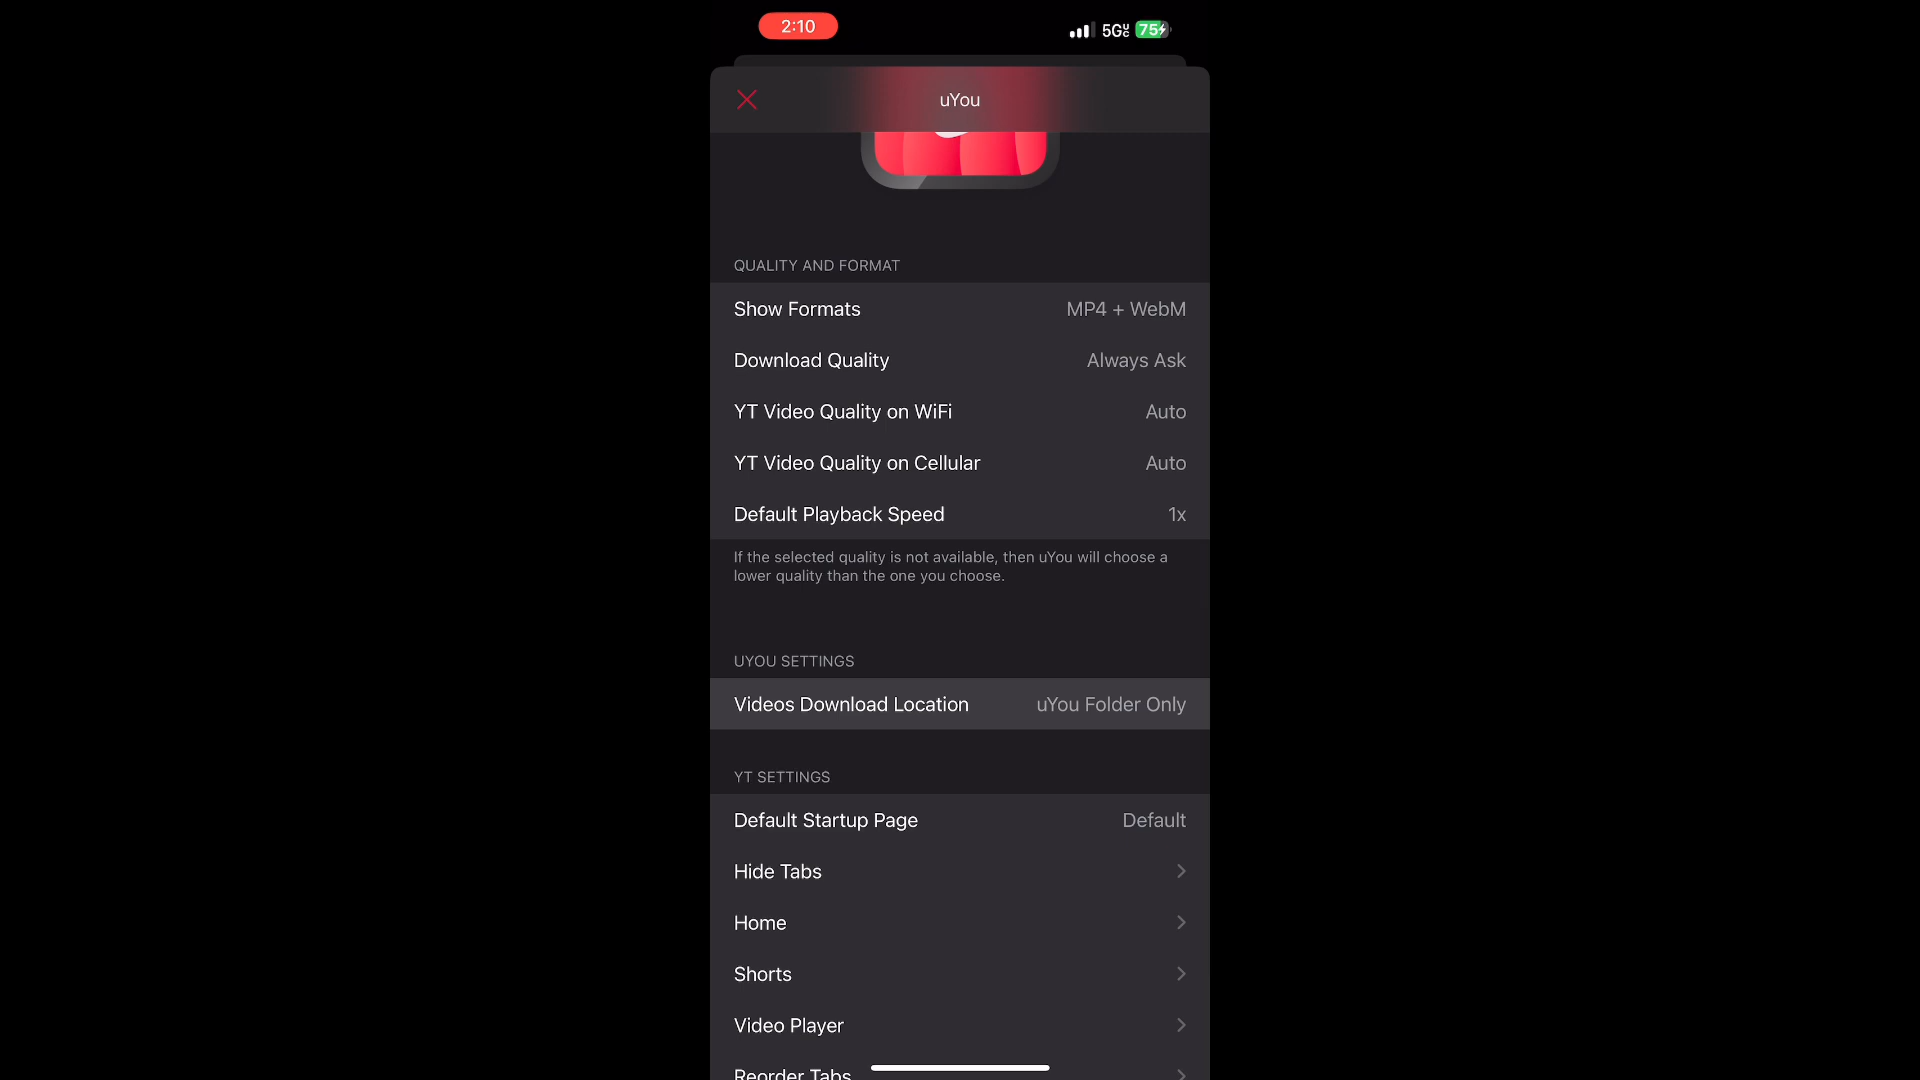 2:10
5G 75
uYou
QUALITY AND FORMAT
Show Formats MP4 + WebM
Download Quality Always Ask
YT Video Quality on WiFi Auto
YT Video Quality on Cellular Auto
Default Playback Speed 1x
If the selected quality is not available, then uYou will choose a
lower quality than the one you choose.
UYOU SETTINGS
Videos Download Location uYou Folder Only
YT SETTINGS
Default Startup Page Default
Hide Tabs
Home
Shorts
Video Player
Reorder Tabs